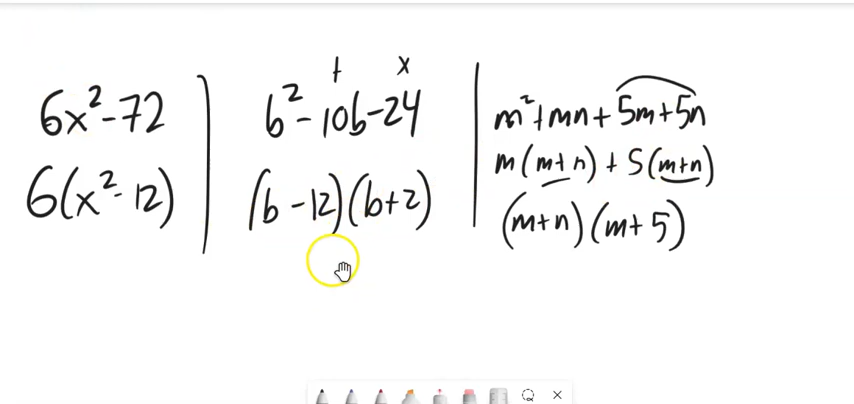 6x²-72
6(x²-12)
+ x
b²-10b-24
(b-12)(b+2)
m²+mn+5m+5n
m(m+n)+5(m+n)
(m+n)(m+5)